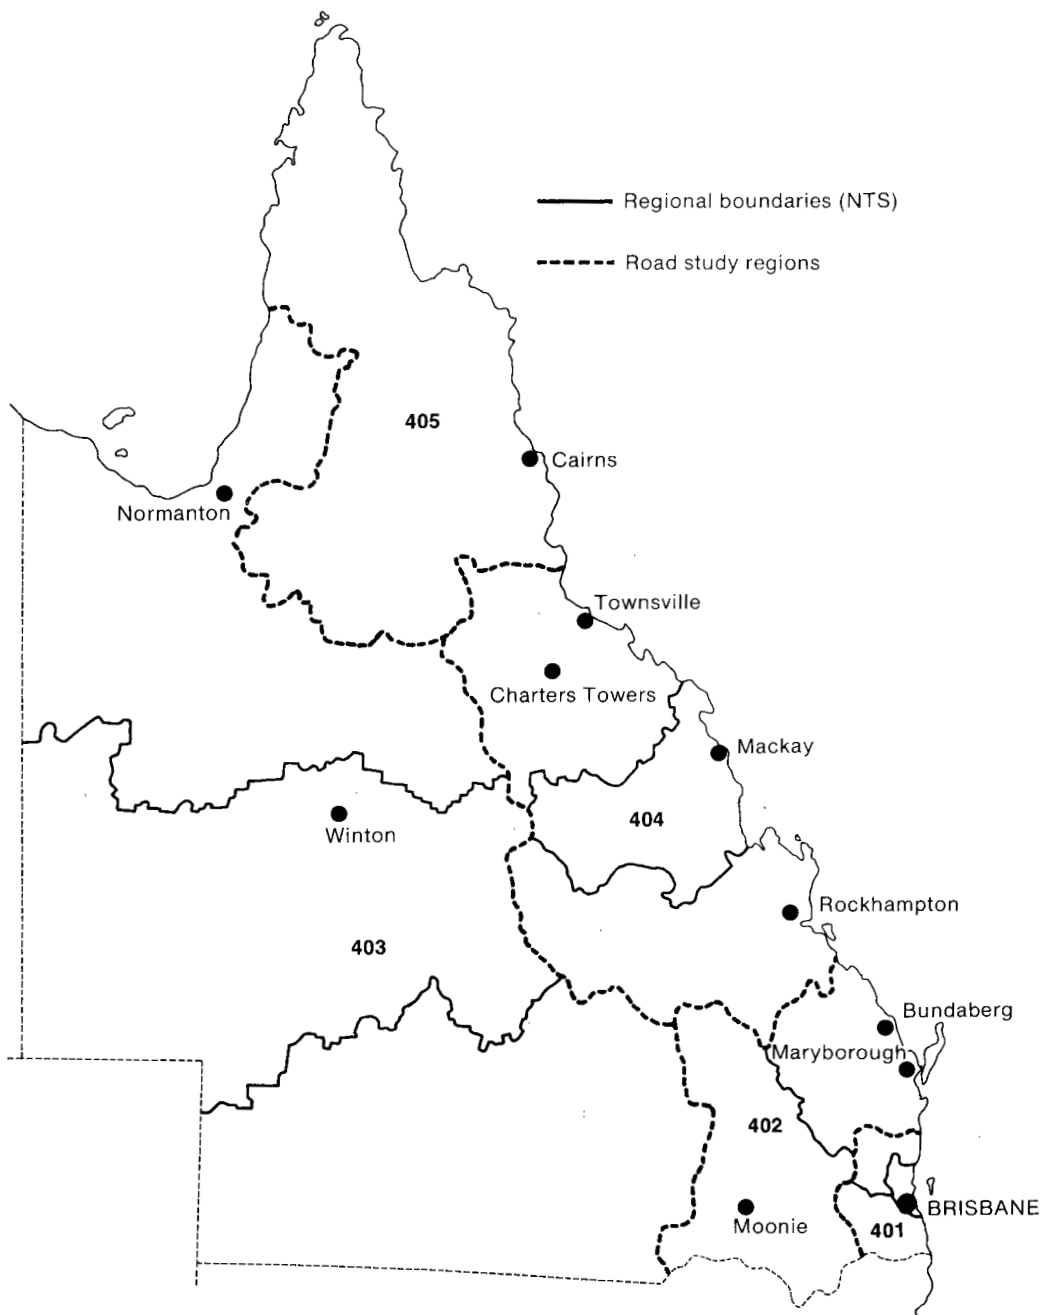 Regional boundaries (NTS)
Road study regions
405
Cairns
Normanton
Townsville
Charters Towers
Mackay
404
Winton
Rockhampton
403
Bundaberg
Maryborough
402
BRISBANE
Moonie
401